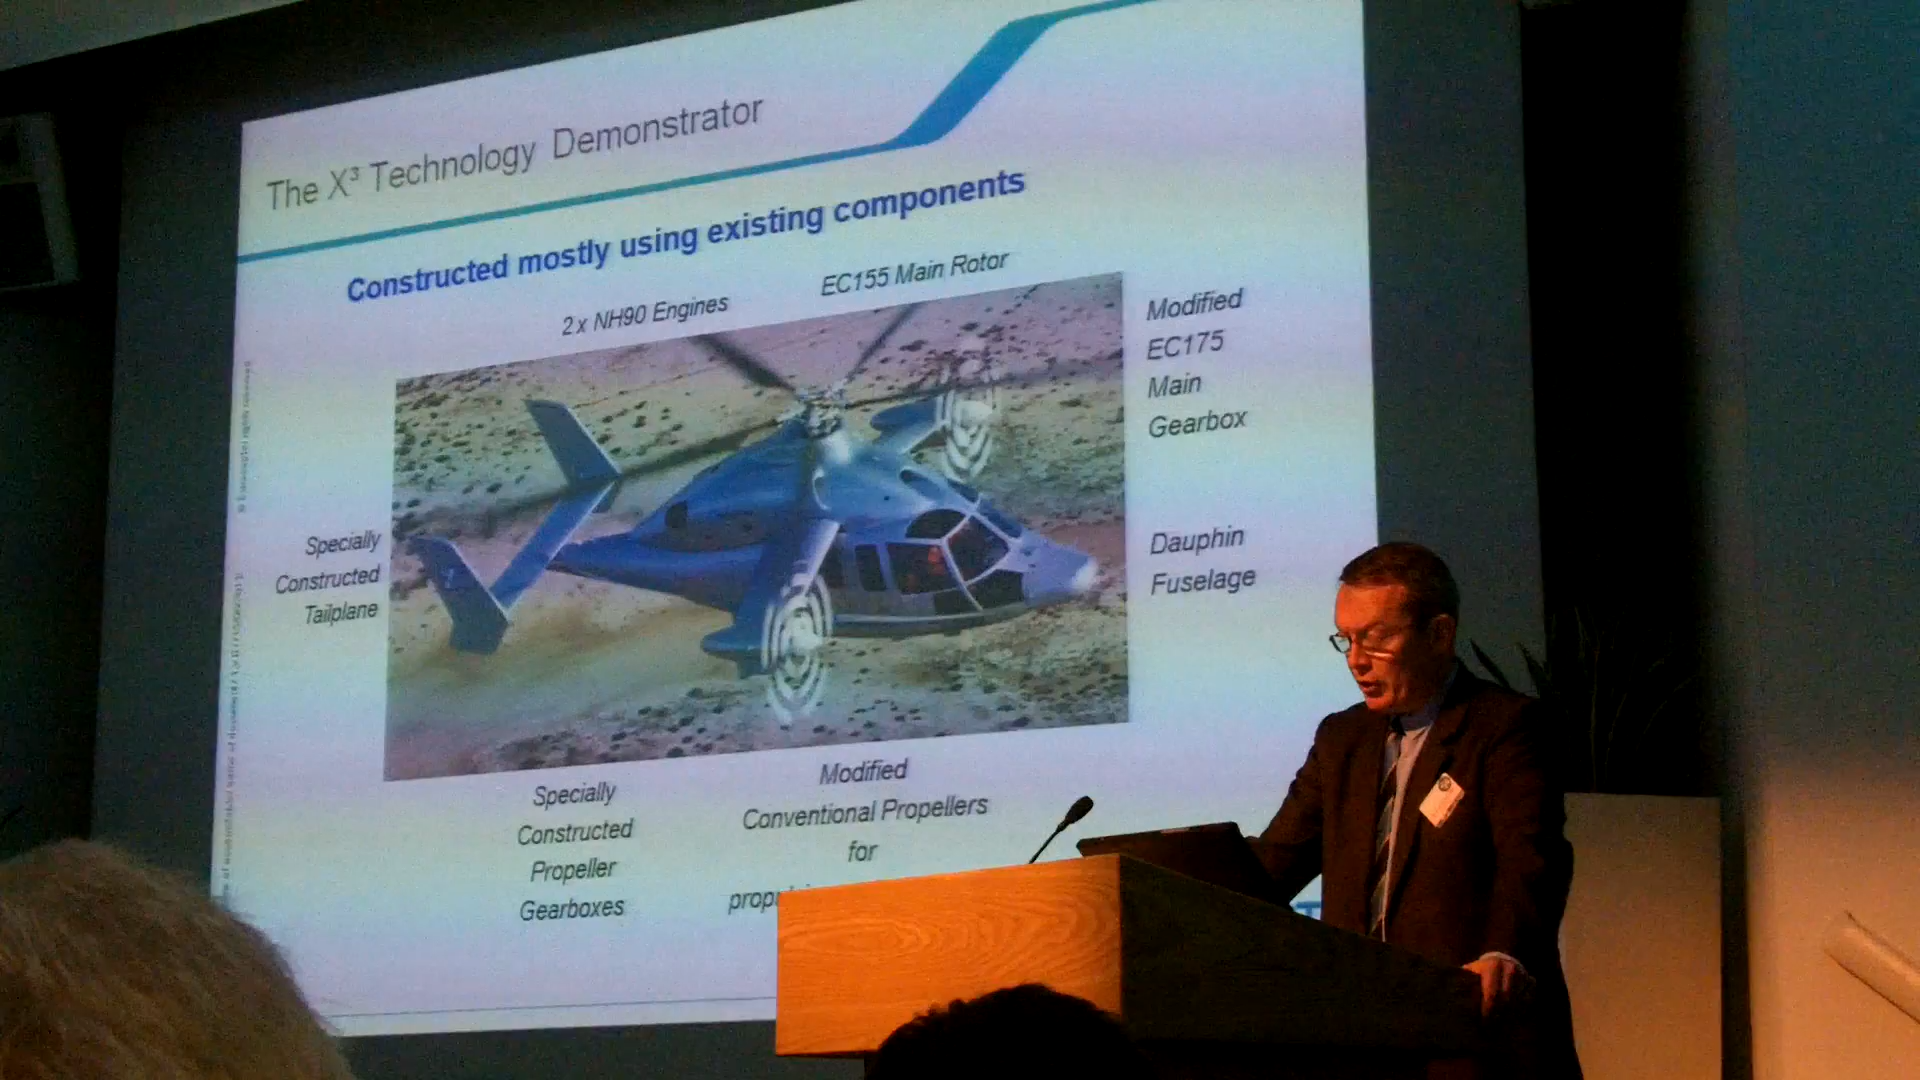 The X³ Technology Demonstrator
Constructed mostly using existing components
2 x NH90 Engines
EC155 Main Rotor
Modified
EC175
Main
Gearbox
Specially
Constructed
Tailplane
Dauphin
Fuselage
Specially
Constructed
Propeller
Gearboxes
Modified
Conventional Propellers
for